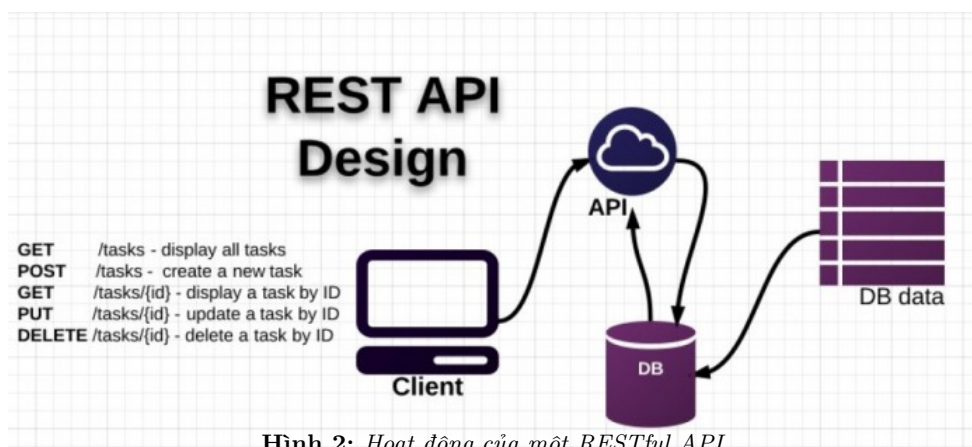 REST API
Design
API
GET /tasks - display all tasks
POST /tasks - create a new task
GET /tasks/{id} - display a task by ID
PUT /tasks/{id} - update a task by ID
DELETE /tasks/{id} - delete a task by ID
Client
DB
DB data
Hình 2: Hoạt động của một RESTful API